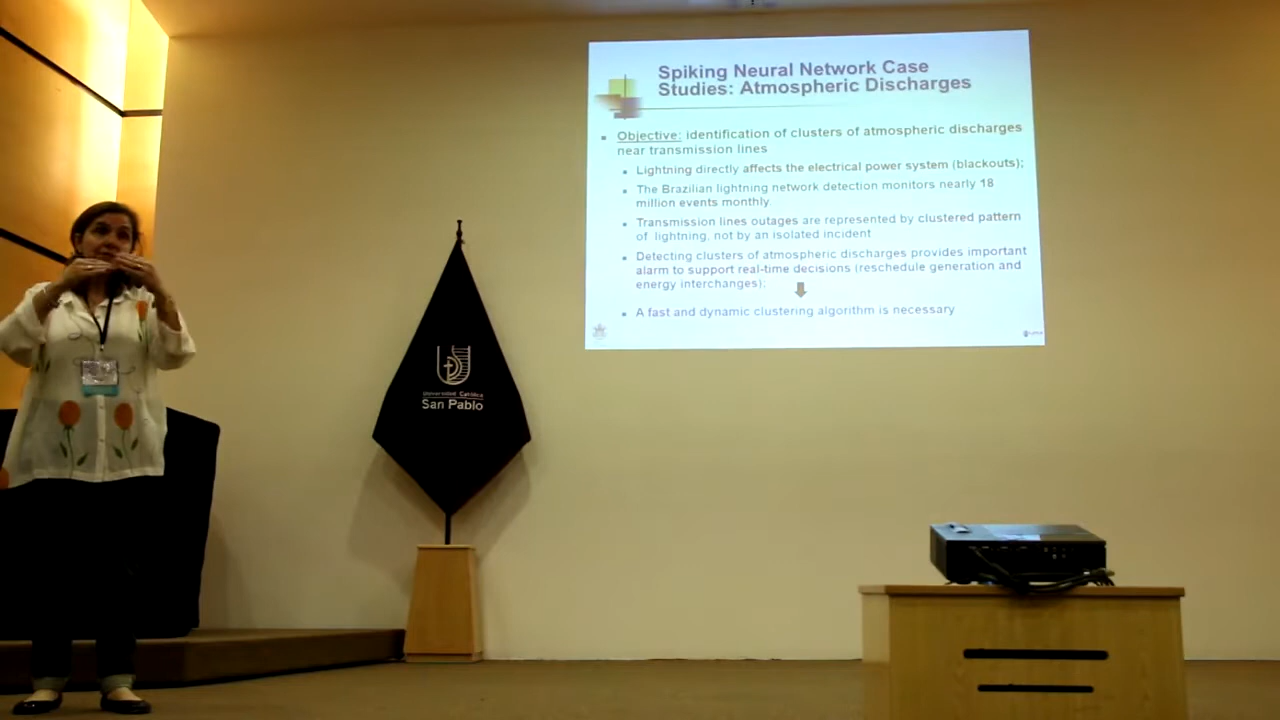 Spiking Neural Network Case
Studies: Atmospheric Discharges
Objective: identification of clusters of atmospheric discharges
near transmission lines
Lightning directly affects the electrical power system (blackouts);
The Brazilian lightning network detection monitors nearly 18
million events monthly
Transmission lines outages are represented by clustered pattern
of lightning, not by an isolated incident
Detecting clusters of atmospheric discharges provides important
alarm to support real-time decisions (reschedule generation and
energy interchanges);
A fast and dynamic clustering algorithm is necessary
Universidad Católica
San Pablo